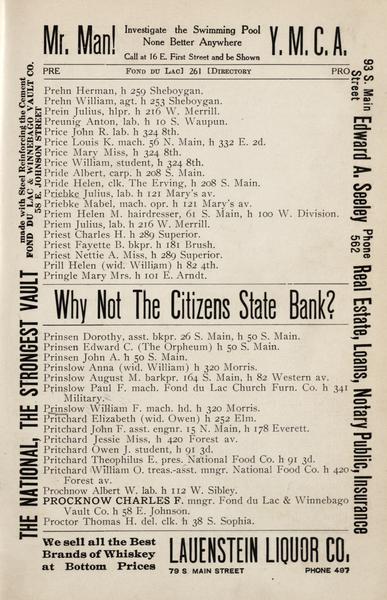 Mr. Man!
Investigate the Swimming Pool
None Better Anywhere
Call at 16 E. First Street and be Shown
Y. M. C. A.
PRE
FOND DU LAC] 261 [DIRECTORY
PRO
Prehn Herman, h 259 Sheboygan.
Prehn William, agt. h 253 Sheboygan.
Prein Julius, hlpr. h 216 W. Merrill.
Preunig Anton, lab. h 10 S. Waupun.
Price John R. lab. h 324 8th.
Price Louis K. mach. 56 N. Main, h 332 E. 2d.
Price Mary Miss, h 324 8th.
Price William, student, h 324 8th.
Pride Albert, carp. h 208 S. Main.
Pride Helen, clk. The Erving, h 208 S. Main.
Priebke Julius, lab. h 121 Mary's av.
Priebke Mabel, mach. opr. h 121 Mary's av.
Priem Helen M. hairdresser, 61 S. Main, h 100 W. Division.
Priem Julius, lab. h 216 W. Merrill.
Priest Charles H. h 289 Superior.
Priest Fayette B. bkpr. h 181 Brush.
Priest Nettie A. Miss, h 289 Superior.
Prill Helen (wid. William) h 82 4th.
Pringle Mary Mrs. h 101 E. Arndt.
Why Not The Citizens State Bank?
Prinsen Dorothy, asst. bkpr. 26 S. Main, h 50 S. Main.
Prinsen Edward C. (The Orpheum) h 50 S. Main.
Prinsen John A. h 50 S. Main.
Prinslow Anna (wid. William) h 320 Morris.
Prinslow August M. barkpr. 164 S. Main, h 82 Western av.
Prinslow Paul F. mach. Fond du Lac Church Furn. Co. h 341
Military.
Prinslow William F. mach. hd. h 320 Morris.
Pritchard Elizabeth (wid. Owen) h 252 Elm.
Pritchard John F. asst. engnr. 15 N. Main, h 178 Everett.
Pritchard Jessie Miss, h 420 Forest av.
Pritchard Owen J. student, h 91 3d.
Pritchard Theophilus E. pres. National Food Co. h 91 3d.
Pritchard William O. treas.-asst. mngr. National Food Co. h 420
Forest av.
Prochnow Albert W. lab. h 112 W. Sibley.
PROCKNOW CHARLES F. mngr. Fond du Lac & Winnebago
Vault Co. h 58 E. Johnson.
Proctor Thomas H. del. clk. h 38 S. Sophia.
We sell all the Best
Brands of Whiskey
at Bottom Prices
LAUENSTEIN LIQUOR CO.
79 S MAIN STREET
PHONE 497
THE NATIONAL, THE STRONGEST VAULT
made with Steel Reinforcing the Cement
FOND DU LAC & WINNEBAGO VAULT CO.
58 E. JOHNSON STREET
93 S. Main
Street
Edward A. Seeley
Phone
562
Real Estate, Loans, Notary Public, Insurance